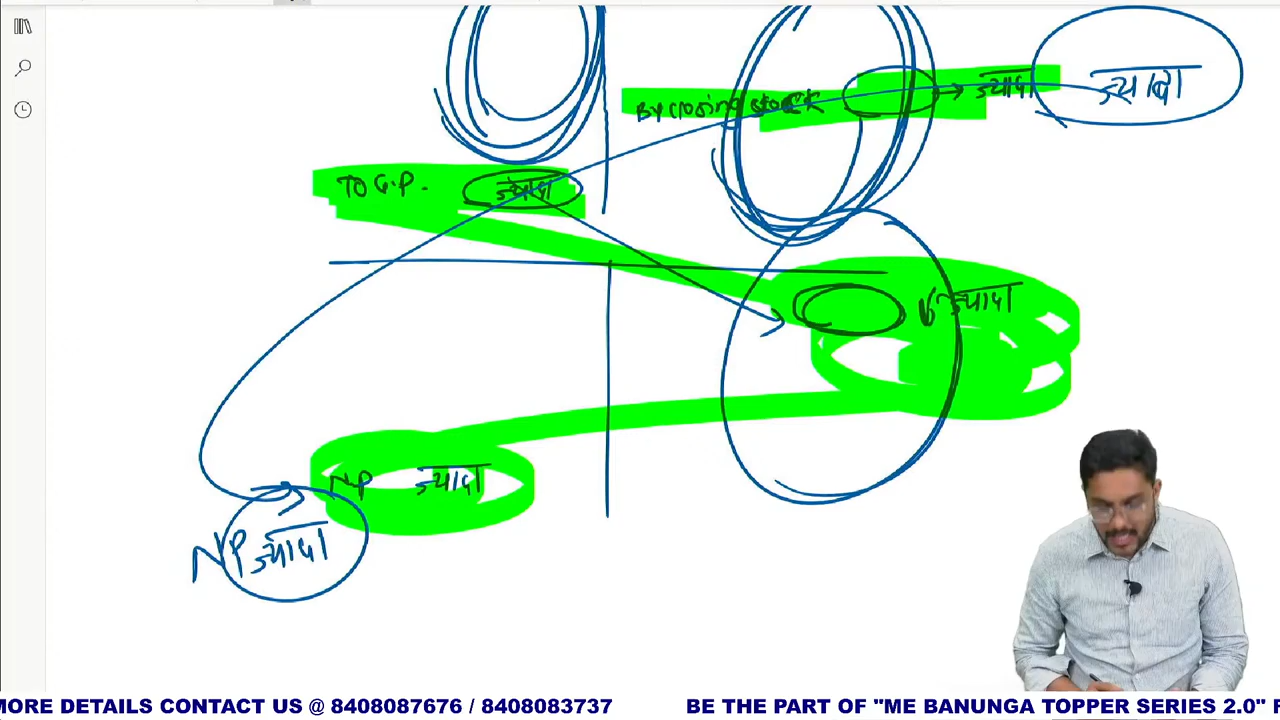 By closing stock → ज्यादा ज्यादा
TO G.P. ज्यादा
ज्यादा
NP ज्यादा
NP ज्यादा
MORE DETAILS CONTACT US @ 8408087676 / 8408083737 BE THE PART OF "ME BANUNGA TOPPER SERIES 2.0"